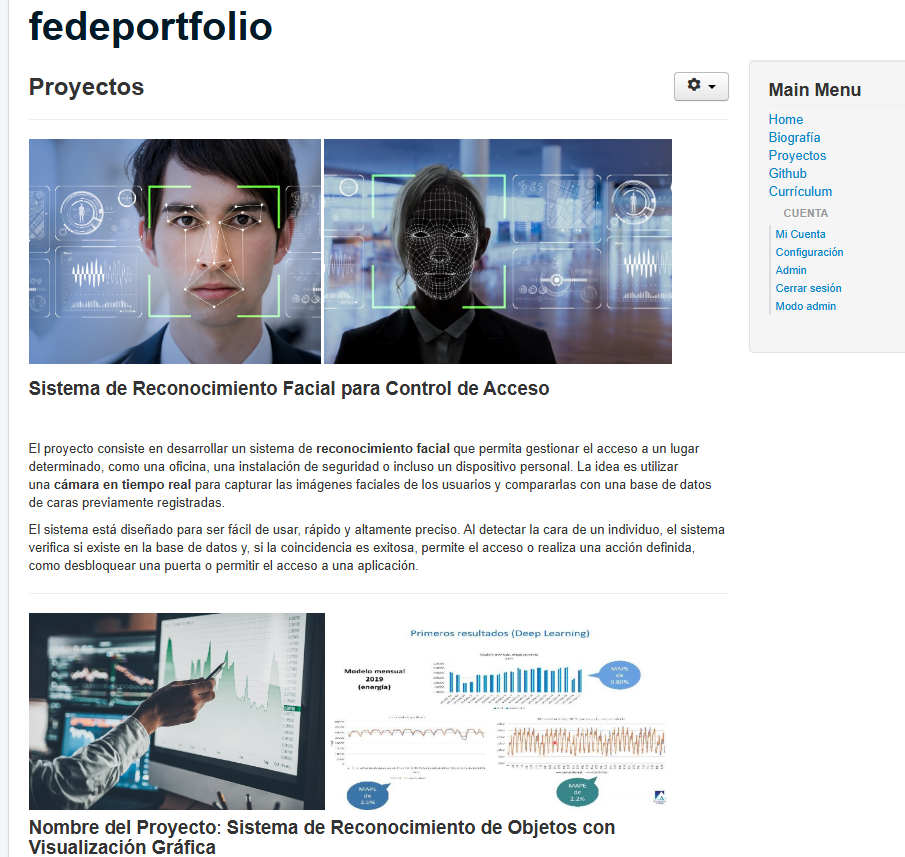 fedeportfolio
Proyectos
Main Menu
Home
Biografía
Proyectos
Github
Currículum
CUENTA
Mi Cuenta
Configuración
Admin
Cerrar sesión
Modo admin
Sistema de Reconocimiento Facial para Control de Acceso
El proyecto consiste en desarrollar un sistema de reconocimiento facial que permita gestionar el acceso a un lugar
determinado, como una oficina, una instalación de seguridad o incluso un dispositivo personal. La idea es utilizar
una cámara en tiempo real para capturar las imágenes faciales de los usuarios y compararlas con una base de datos
de caras previamente registradas.
El sistema está diseñado para ser fácil de usar, rápido y altamente preciso. Al detectar la cara de un individuo, el sistema
verifica si existe en la base de datos y, si la coincidencia es exitosa, permite el acceso o realiza una acción definida,
como desbloquear una puerta o permitir el acceso a una aplicación.
Primeros resultados (Deep Learning)
Modelo mensual
2019
(energia)
MAPE
de
0.80%
MAPE
de
2.0%
MAPE
de
2.2%
Nombre del Proyecto: Sistema de Reconocimiento de Objetos con
Visualización Gráfica